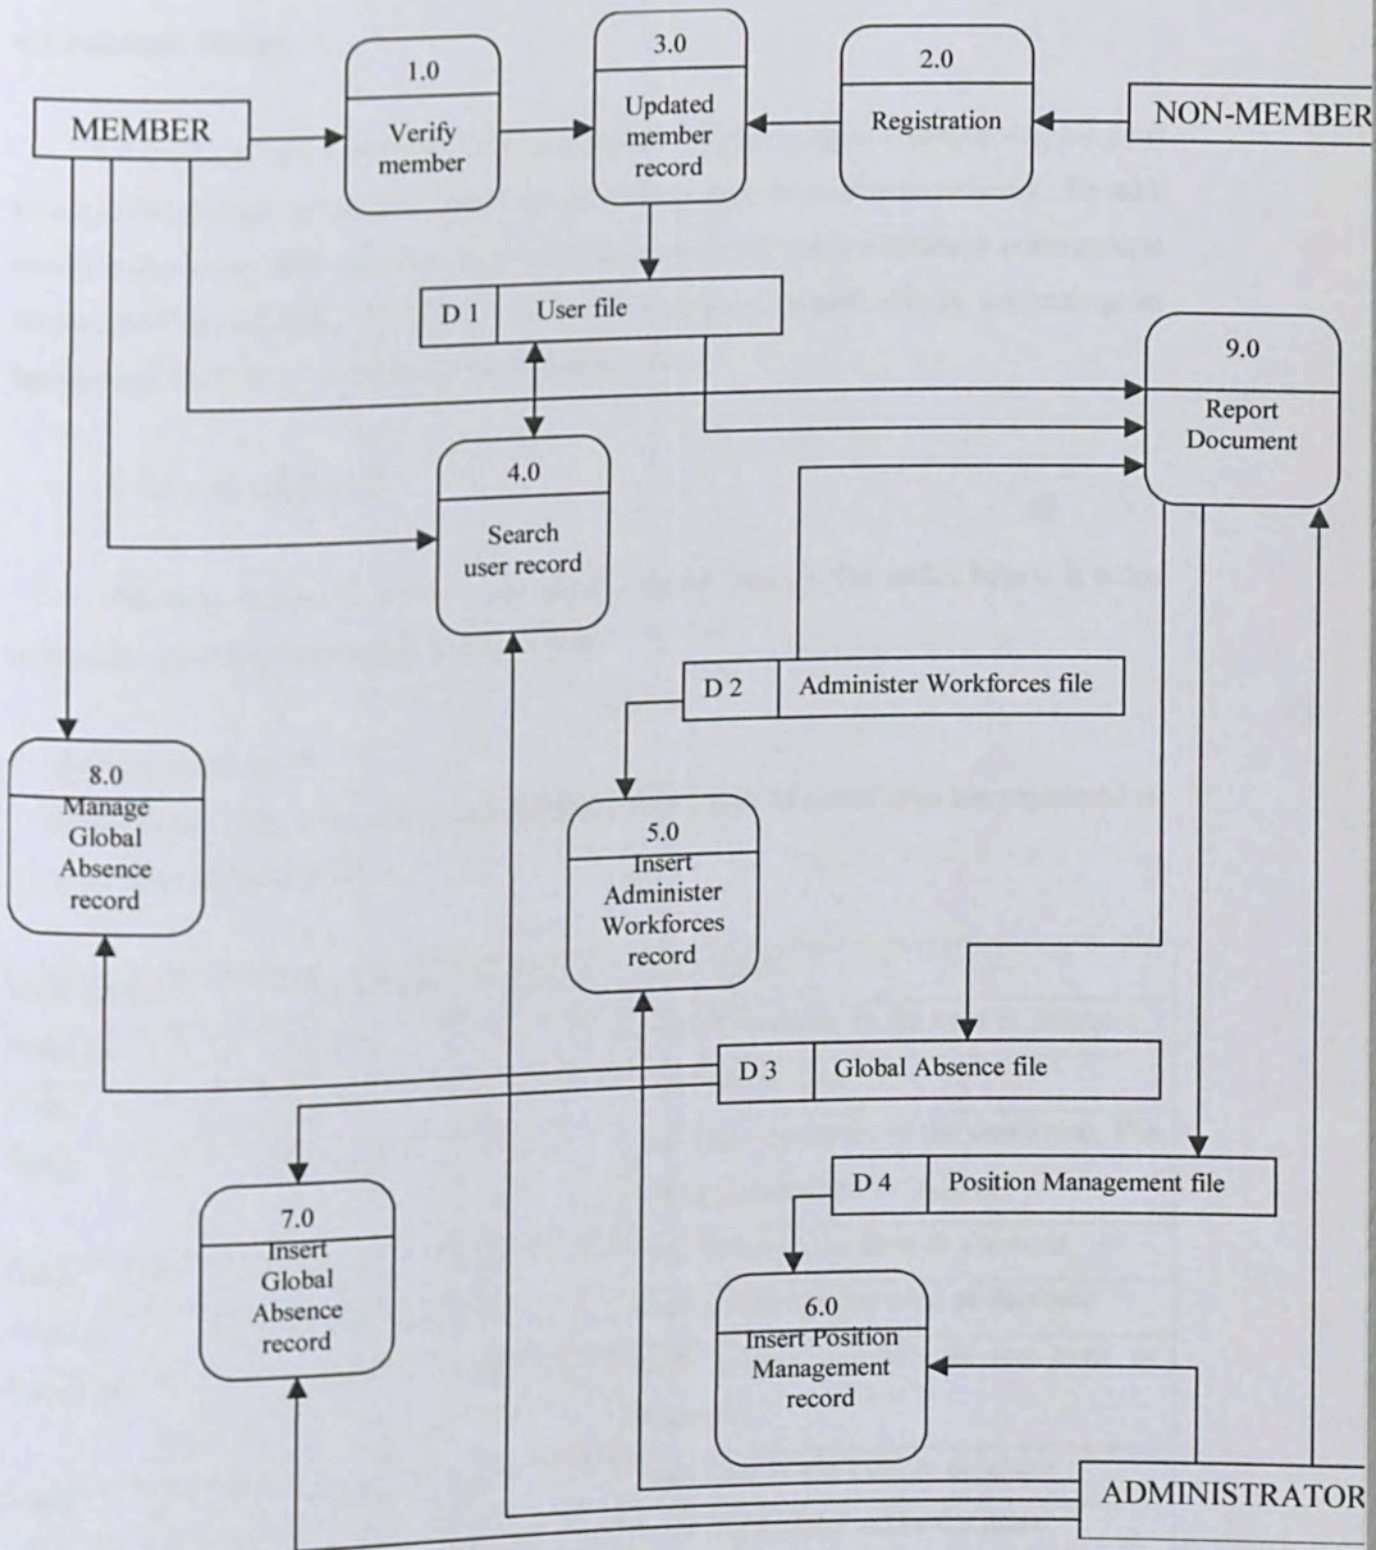 MEMBER
1.0
Verify
member
3.0
Updated
member
record
2.0
Registration
NON-MEMBER
D 1 User file
9.0
Report
Document
4.0
Search
user record
D 2 Administer Workforces file
8.0
Manage
Global
Absence
record
5.0
Insert
Administer
Workforces
record
D 3 Global Absence file
D 4 Position Management file
7.0
Insert
Global
Absence
record
6.0
Insert Position
Management
record
ADMINISTRATOR